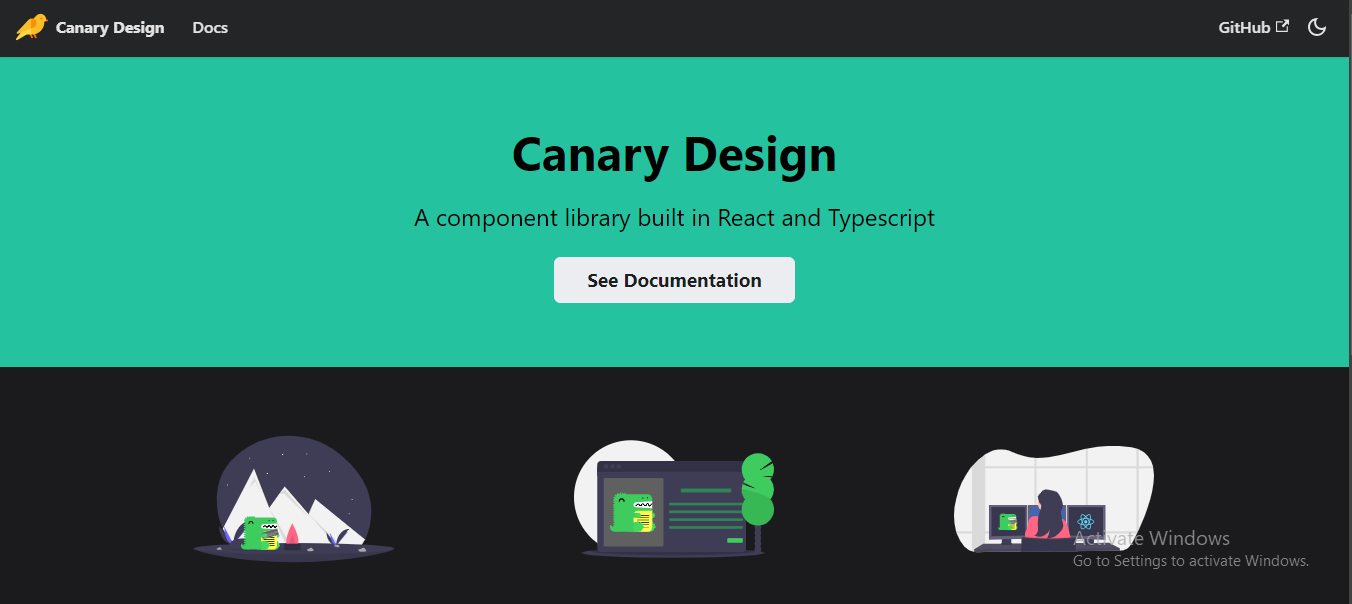 Canary Design
Docs
GitHub
Canary Design
A component library built in React and Typescript
See Documentation
Activate Windows
Go to Settings to activate Windows.